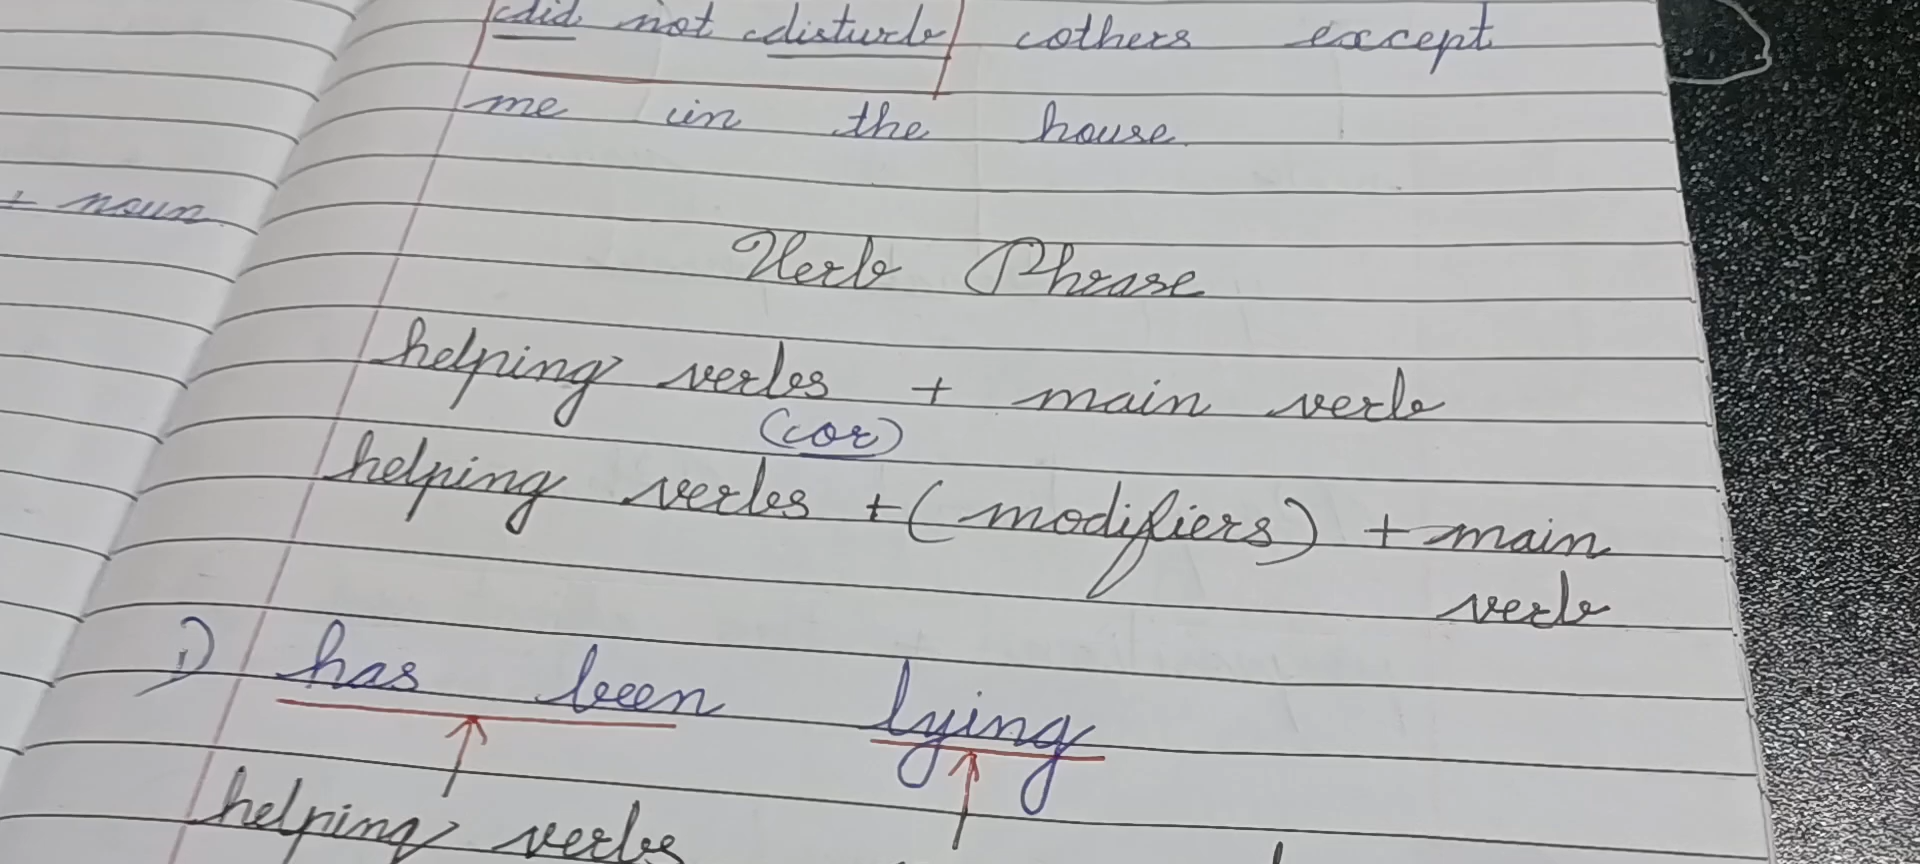 did not disturb others except
me in the house.
+ noun
Verb Phrase
helping verbs + main verb
(or)
helping verbs + (modifiers) + main
verb
1) has been lying
helping verbs